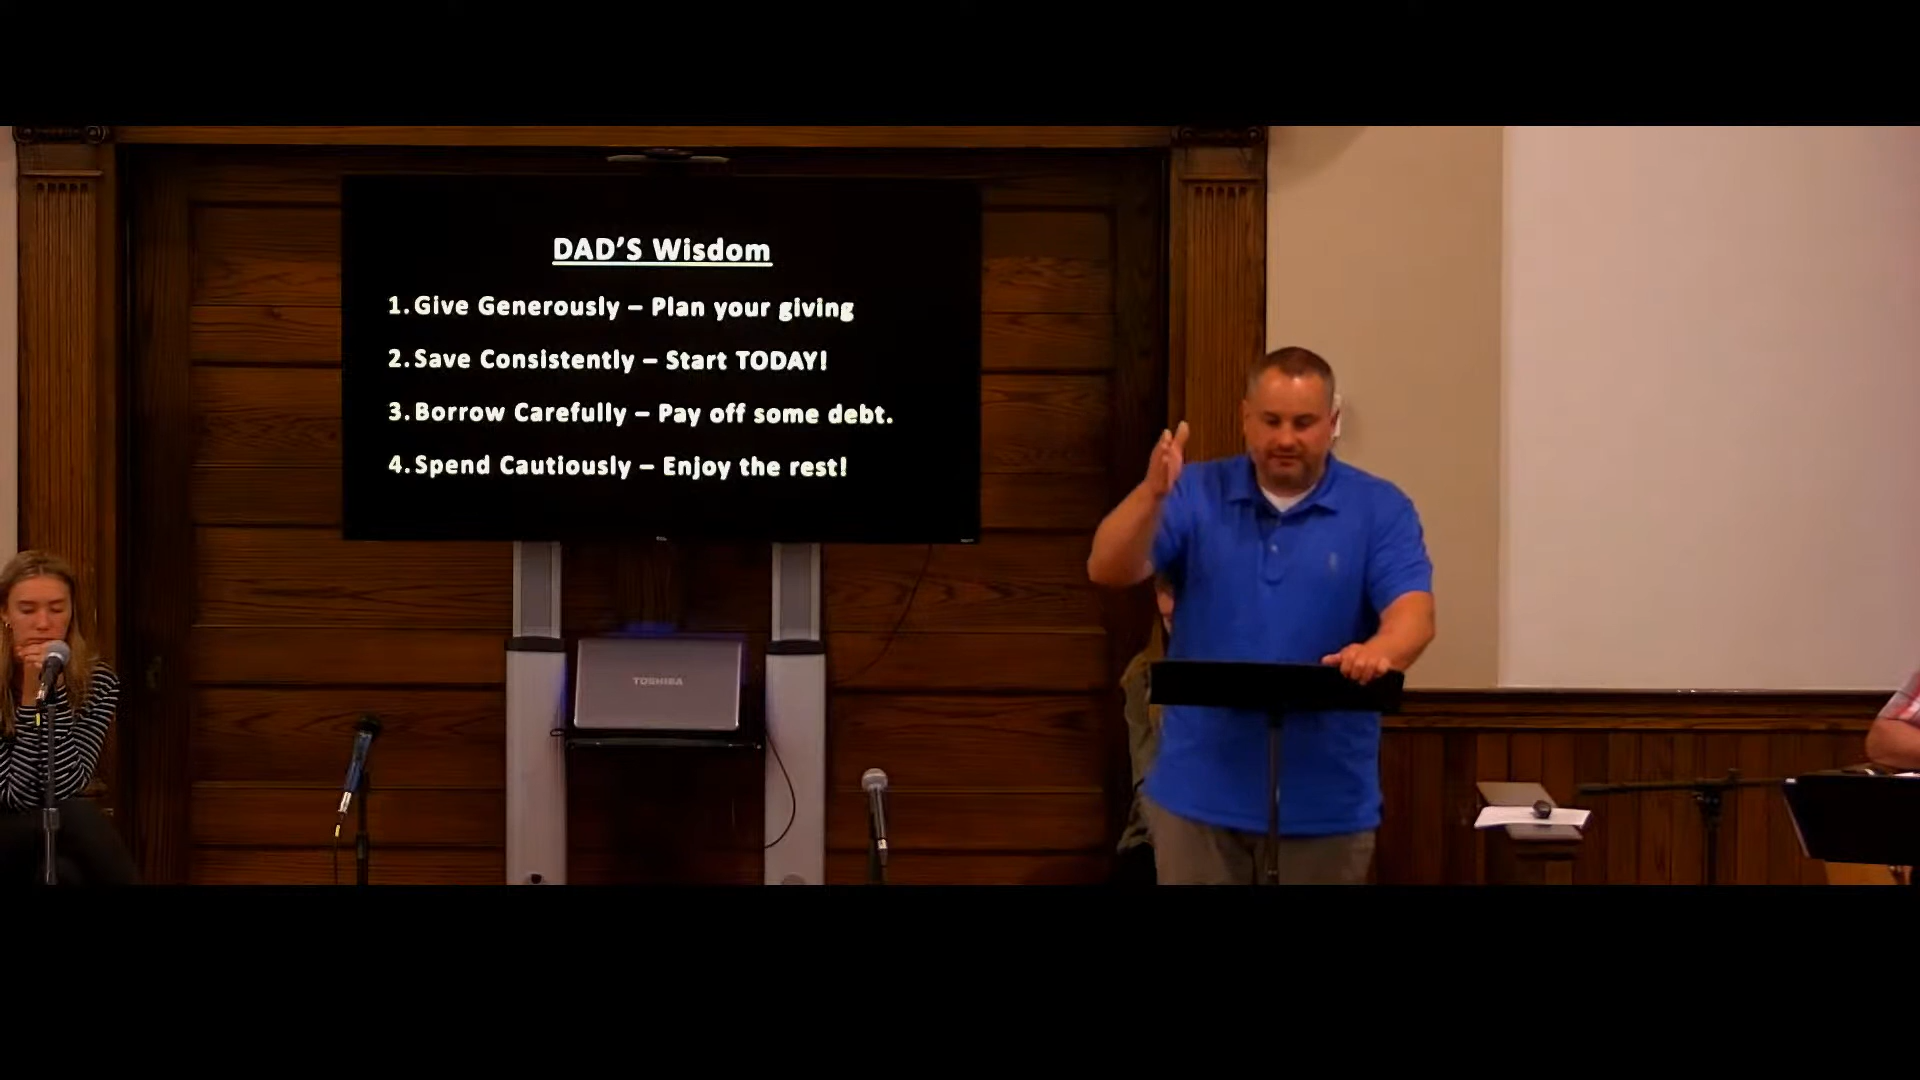 DAD'S Wisdom
1. Give Generously – Plan your giving
2. Save Consistently – Start TODAY!
3. Borrow Carefully – Pay off some debt.
4. Spend Cautiously – Enjoy the rest!
TOSHIBA